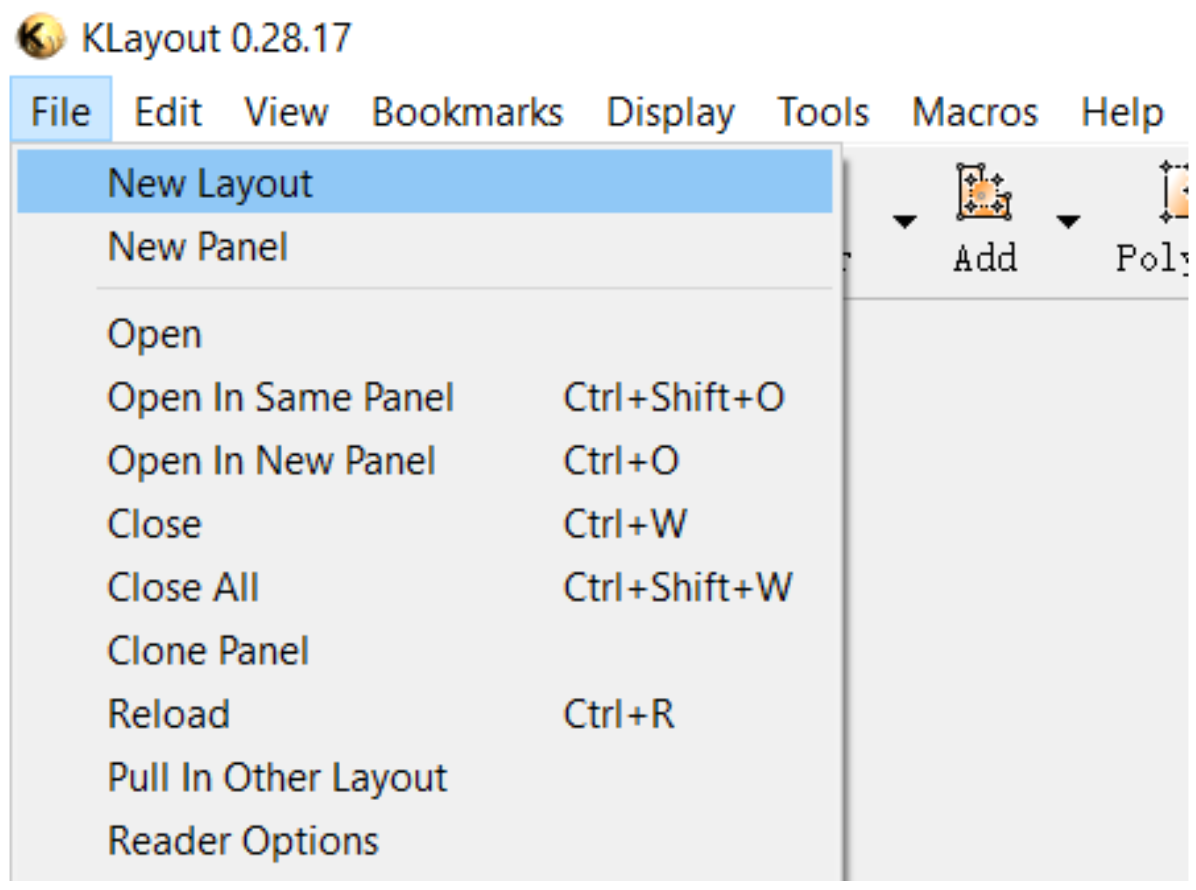 KLayout 0.28.17
File Edit View Bookmarks Display Tools Macros Help
New Layout
New Panel
Add
Open
Open In Same Panel Ctrl+Shift+O
Open In New Panel Ctrl+O
Close Ctrl+W
Close All Ctrl+Shift+W
Clone Panel
Reload Ctrl+R
Pull In Other Layout
Reader Options